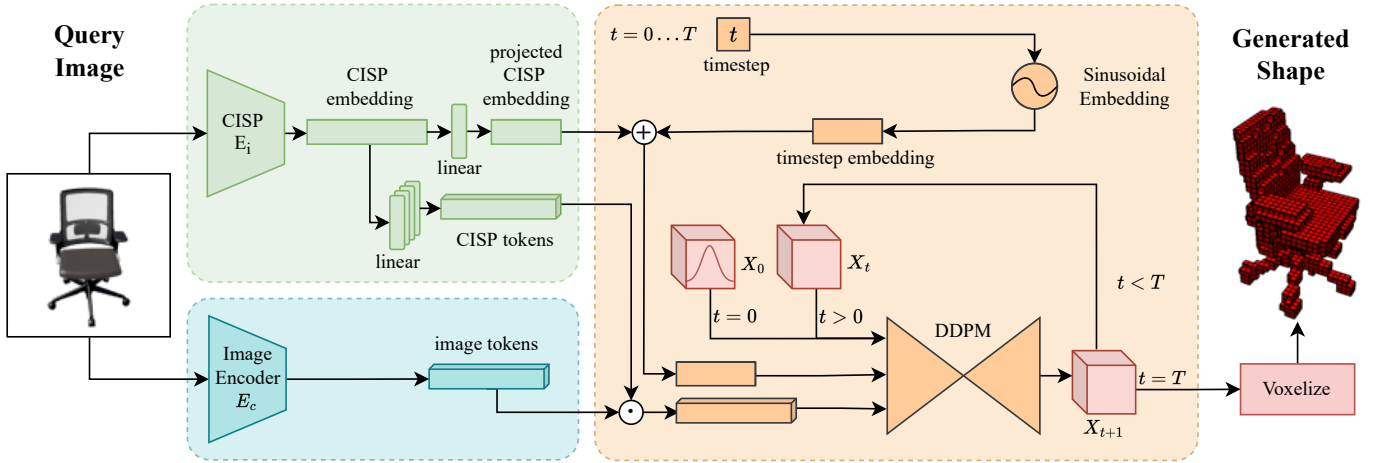 Query
Image
CISP
E_i
CISP
embedding
linear
projected
CISP
embedding
linear
CISP tokens
Image
Encoder
E_c
image tokens
t = 0 … T
t
timestep
Sinusoidal
Embedding
timestep embedding
X_0
X_t
t = 0
t > 0
t < T
DDPM
X_{t+1}
t = T
Generated
Shape
Voxelize